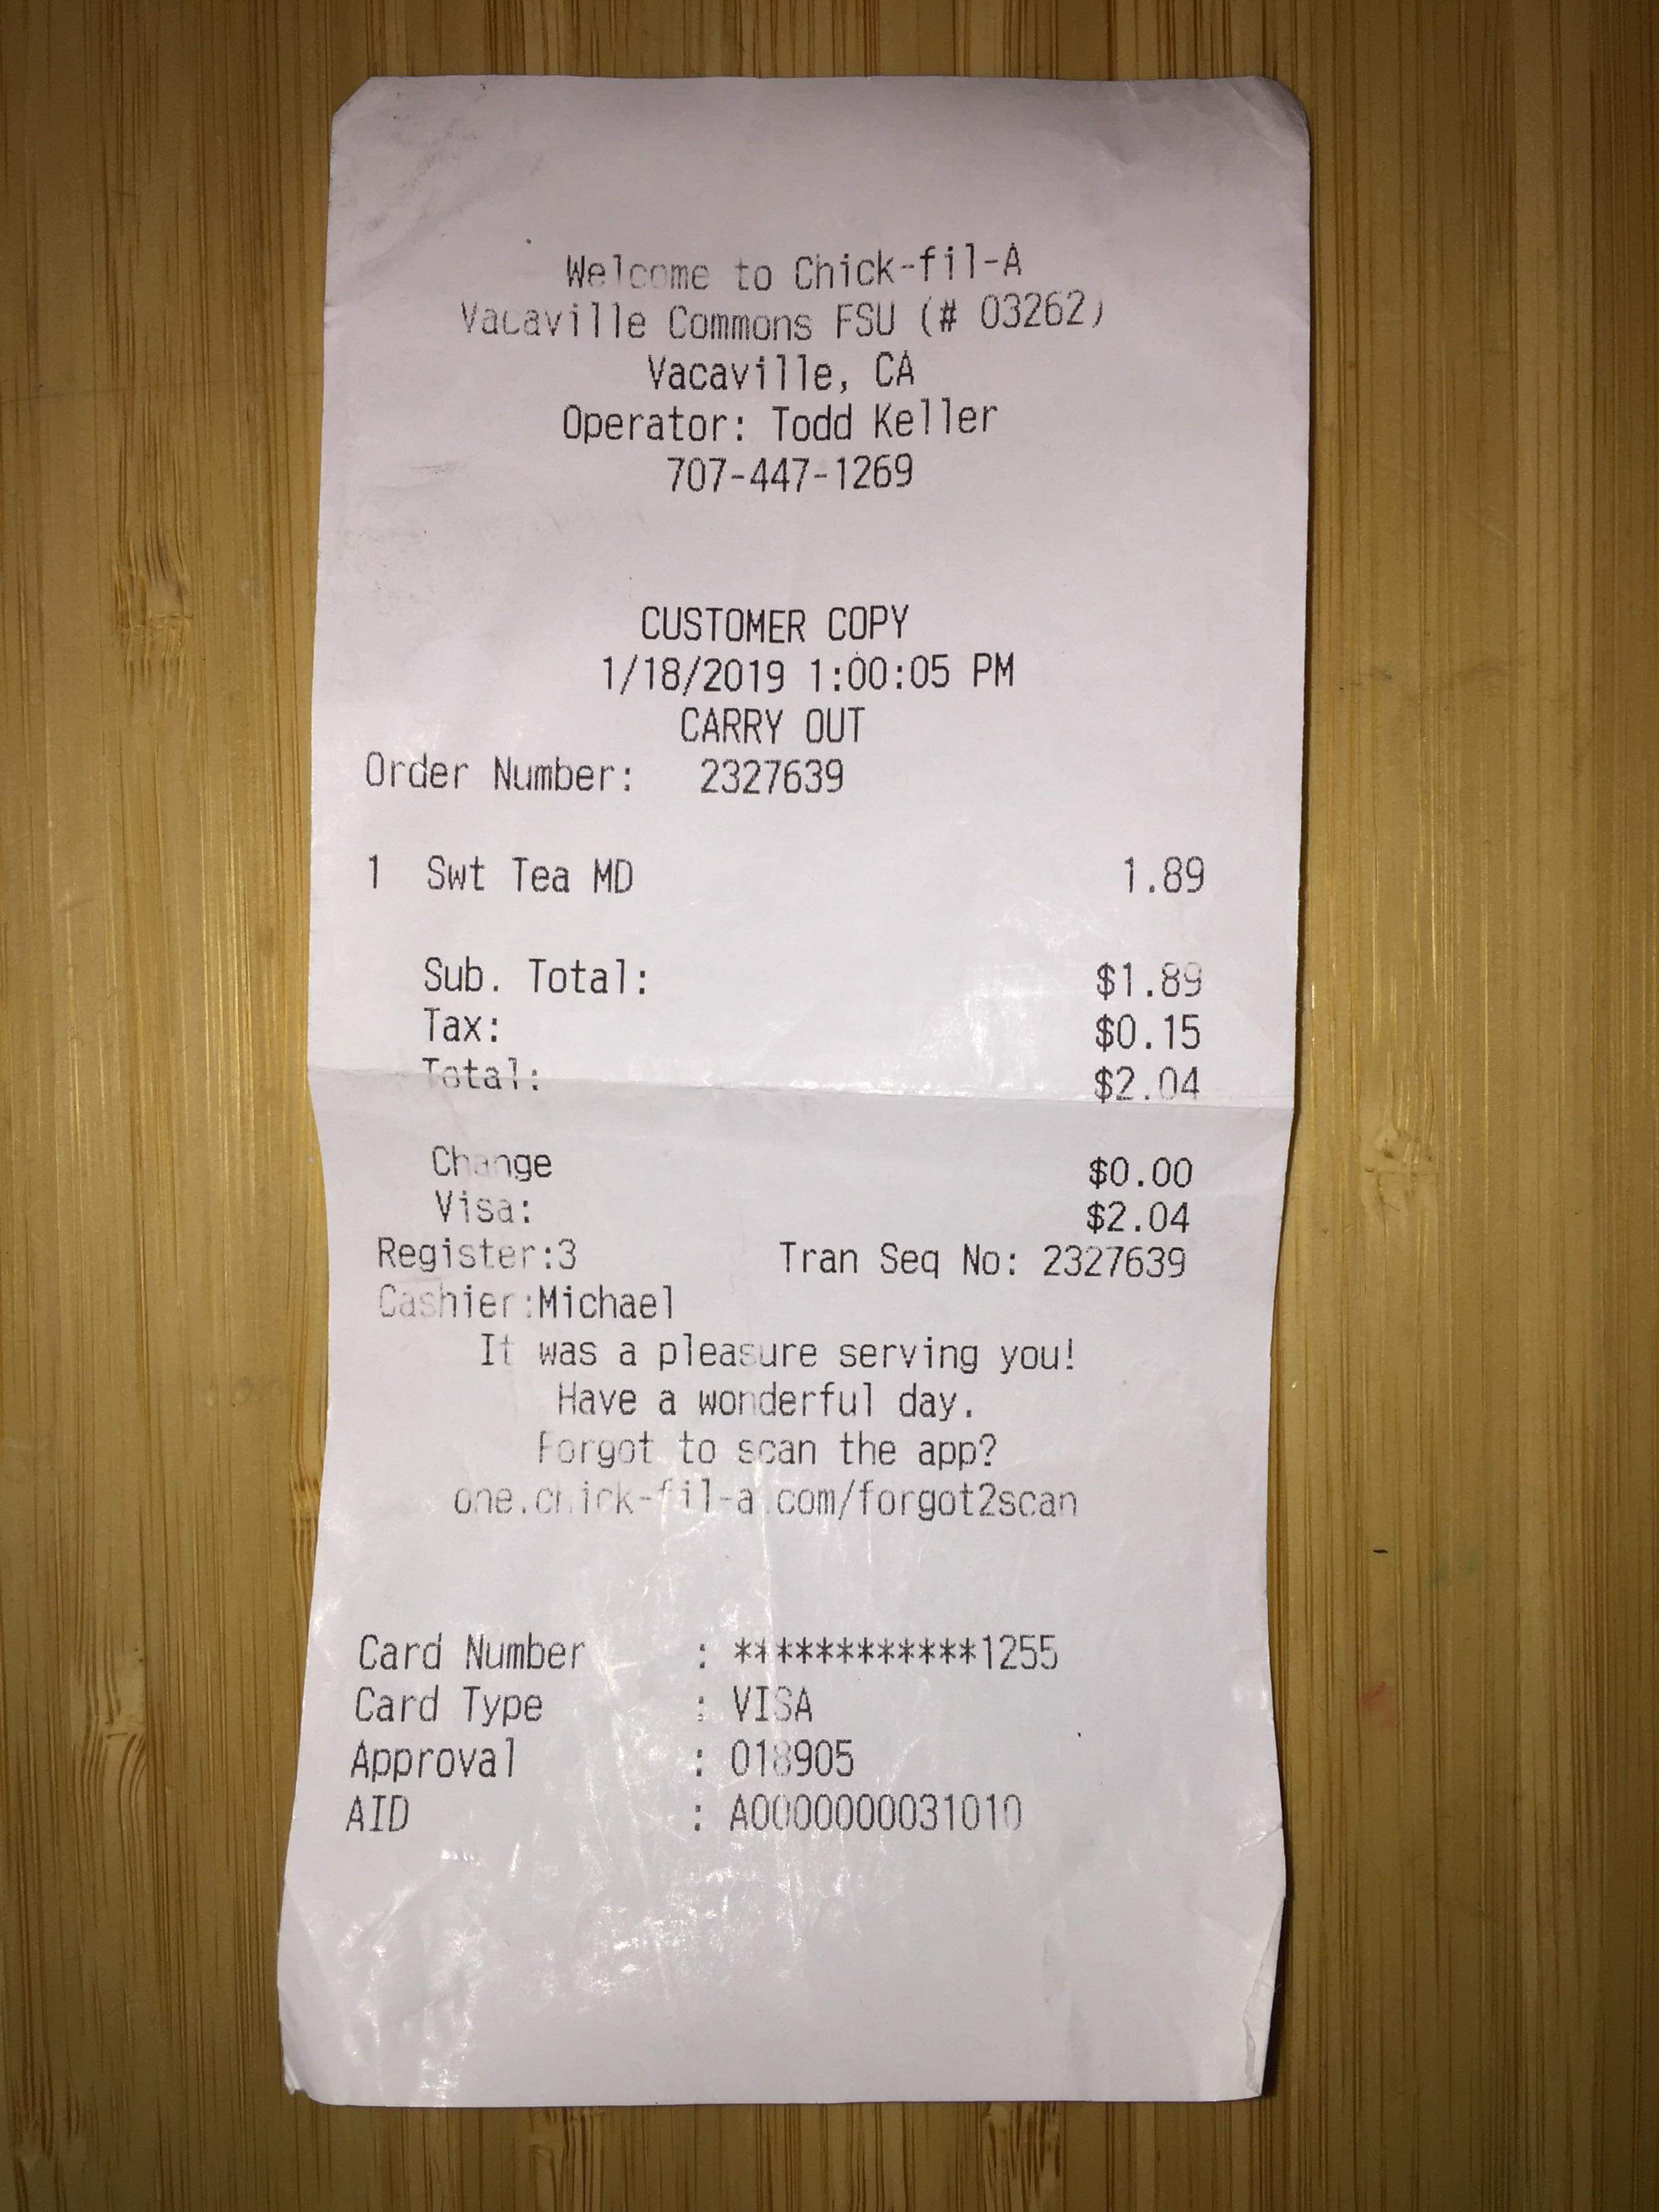 Welcome to Chick-fil-A
Vacaville Commons FSU (# 03262)
Vacaville, CA
Operator: Todd Keller
707-447-1269
CUSTOMER COPY
1/18/2019 1:00:05 PM
CARRY OUT
Order Number: 2327639
1 Swt Tea MD 1.89
Sub. Total: $1.89
Tax: $0.15
Total: $2.04
Change $0.00
Visa: $2.04
Register:3 Tran Seq No: 2327639
Cashier:Michael
It was a pleasure serving you!
Have a wonderful day.
Forgot to scan the app?
one.chick-fil-a.com/forgot2scan
Card Number : ************1255
Card Type : VISA
Approval : 018905
AID : A0000000031010